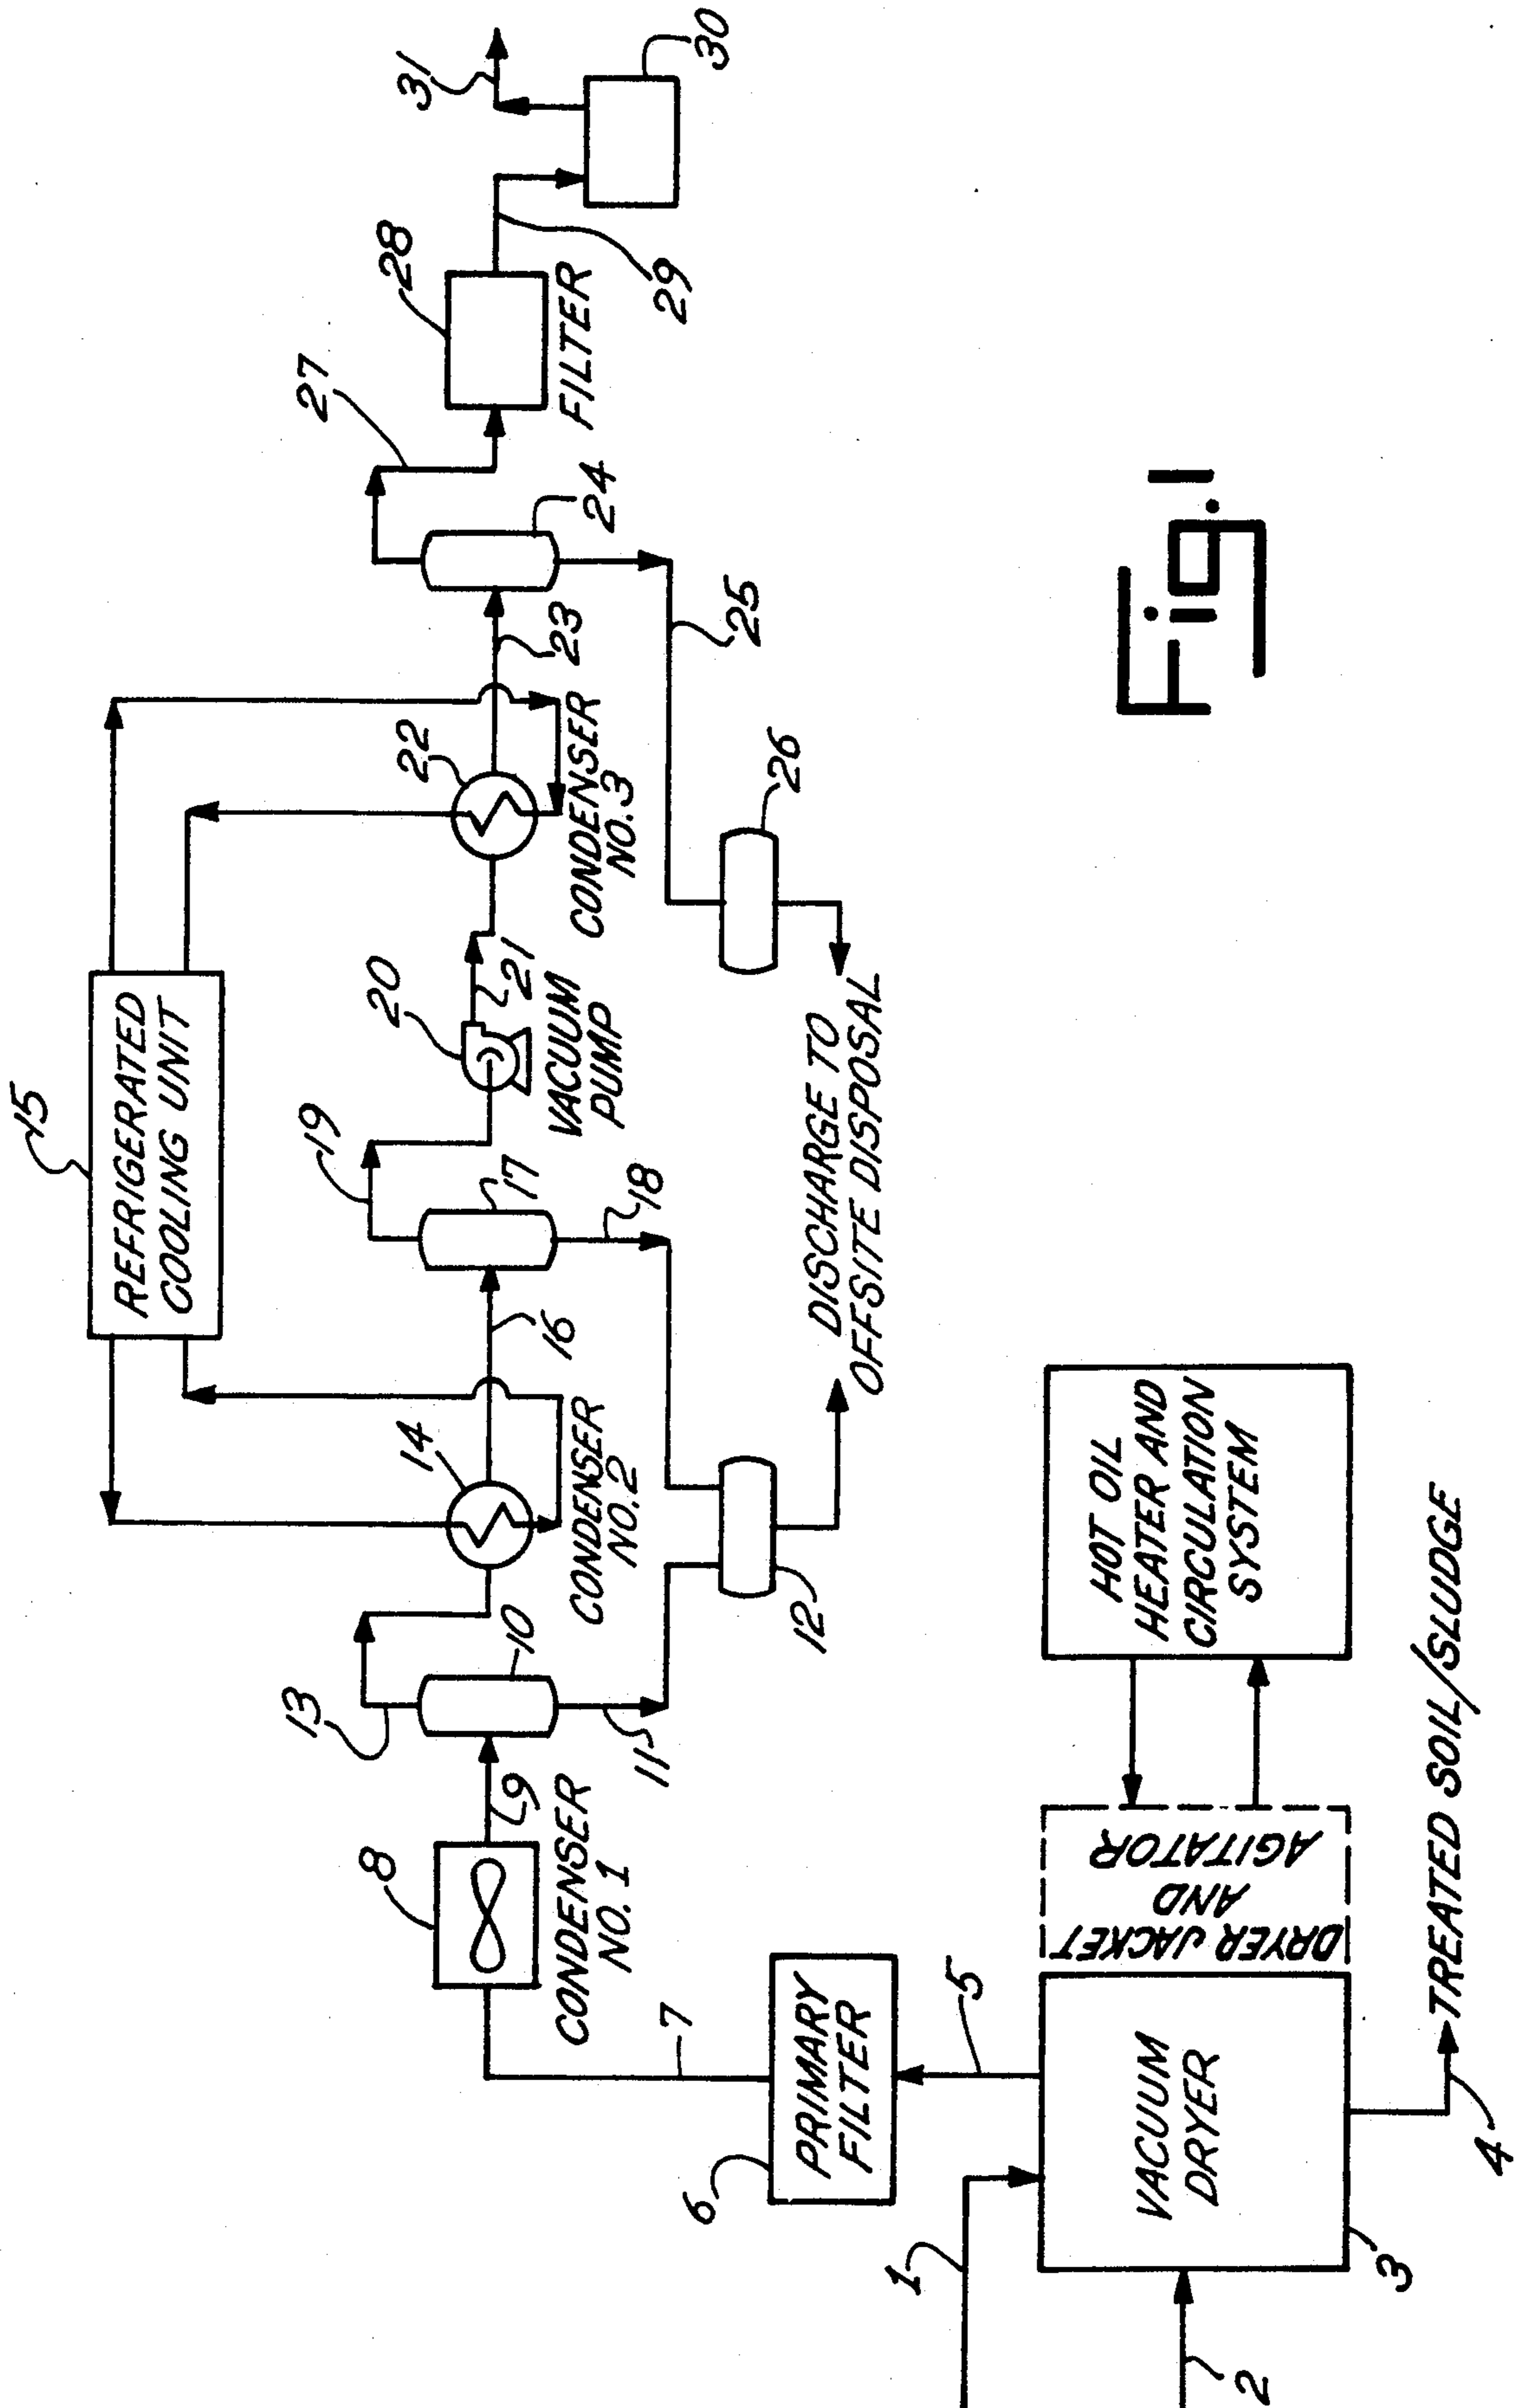 15
REFRIGERATED
COOLING UNIT
13
19
20
22
27
28
31
8
9
10
14
16
17
21
23
24
FILTER
29
30
CONDENSER
NO. 1
11
CONDENSER
NO. 2
18
VACUUM
PUMP
CONDENSER
NO. 3
25
7
6
PRIMARY
FILTER
12
26
DISCHARGE TO
OFFSITE DISPOSAL
5
1
2
3
VACUUM
DRYER
DRYER JACKET
AND
AGITATOR
HOT OIL
HEATER AND
CIRCULATION
SYSTEM
4
TREATED SOIL/SLUDGE
Fig. 1